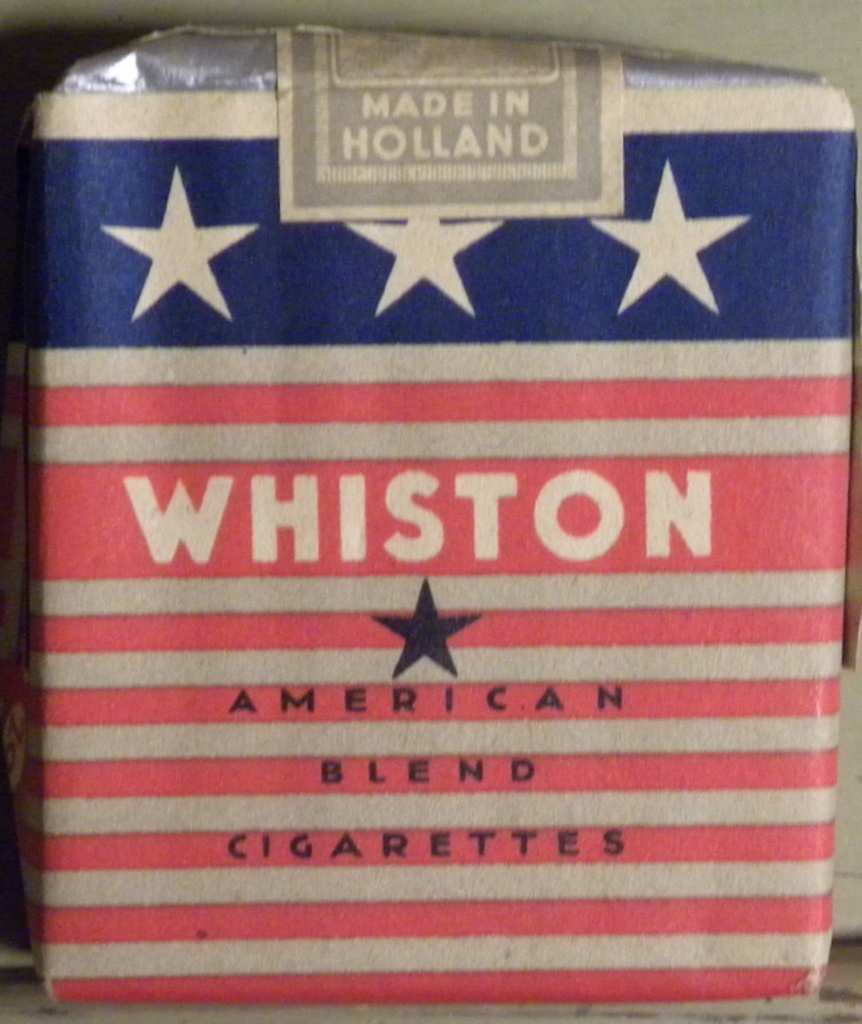 MADE IN
HOLLAND
WHISTON
AMERICAN
BLEND
CIGARETTES